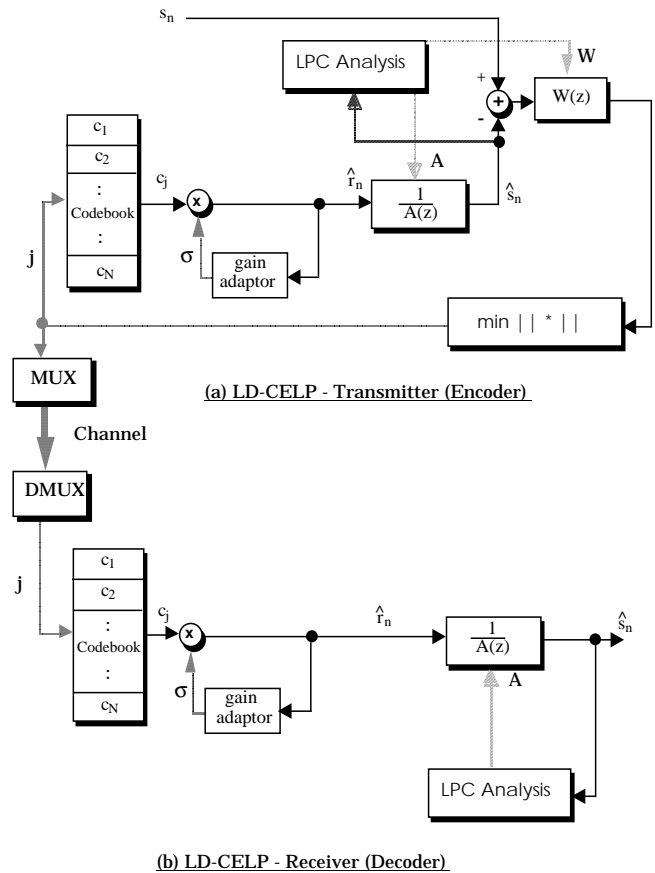 s_n
LPC Analysis
W
+
+
-
W(z)
c_1
c_2
:
Codebook
:
c_N
c_j
x
r̂_n
A
1
A(z)
ŝ_n
j
σ
gain
adaptor
min || * ||
MUX
(a) LD-CELP - Transmitter (Encoder)
Channel
DMUX
j
c_1
c_2
:
Codebook
:
c_N
c_j
x
r̂_n
1
A(z)
ŝ_n
σ
gain
adaptor
A
LPC Analysis
(b) LD-CELP - Receiver (Decoder)